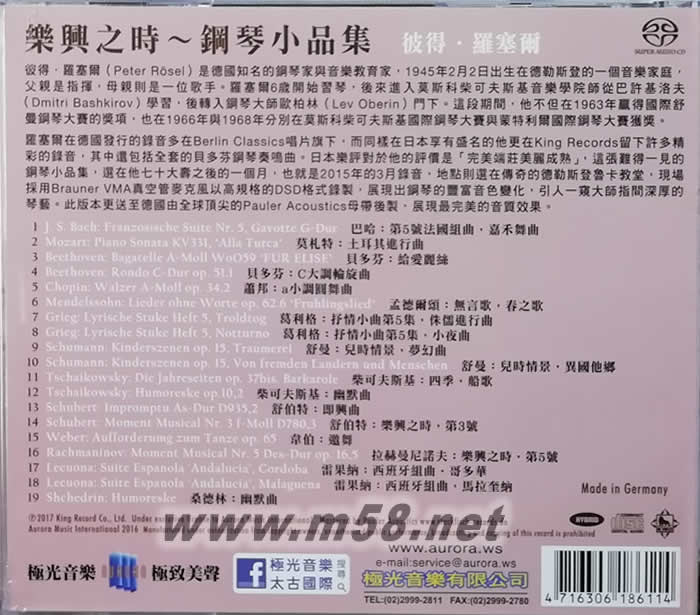 樂興之時～鋼琴小品集 彼得．羅塞爾
SUPER AUDIO CD
彼得．羅塞爾（Peter Rösel）是德國知名的鋼琴家與音樂教育家，1945年2月2日出生在德勒斯登的一個音樂家庭，
父親是指揮，母親則是一位歌手。羅塞爾6歲開始習琴，後來進入莫斯科柴可夫斯基音樂學院師從巴許基洛夫
（Dmitri Bashkirov）學習，後轉入鋼琴大師歐柏林（Lev Oberin）門下。這段期間，他不但在1963年贏得國際舒
曼鋼琴大賽的獎項，也在1966年與1968年分別在莫斯科柴可夫斯基國際鋼琴大賽與蒙特利爾國際鋼琴大賽獲獎。
羅塞爾在德國發行的錄音多在Berlin Classics唱片旗下，而同樣在日本享有盛名的他更在King Records留下許多精
彩的錄音，其中還包括全套的貝多芬鋼琴奏鳴曲。日本樂評對於他的評價是「完美端莊美麗成熟」，這張難得一見的
鋼琴小品集，選在他七十大壽之後的一個月，也就是2015年的3月錄音，地點則選在傳奇的德勒斯登魯卡教堂，現場
採用Brauner VMA真空管麥克風以高規格的DSD格式錄製，展現出鋼琴的豐富音色變化，引人一窺大師指間深厚的
琴藝。此版本更送至德國由全球頂尖的Pauler Acoustics母帶後製，展現最完美的音質效果。
1 J. S. Bach: Franzosische Suite Nr. 5, Gavotte G-Dur 巴哈：第5號法國組曲．嘉禾舞曲
2 Mozart: Piano Sonata KV331, 'Alla Turca' 莫札特：土耳其進行曲
3 Beethoven: Bagatelle A-Moll WoO59 'FUR ELISE' 貝多芬：給愛麗絲
4 Beethoven: Rondo C-Dur op. 51.1 貝多芬：C大調輪旋曲
5 Chopin: Walzer A-Moll op. 34.2 蕭邦：a小調圓舞曲
6 Mendelssohn: Lieder ohne Worte op. 62.6 'Fruhlingslied' 孟德爾頌：無言歌，春之歌
7 Grieg: Lyrische Stuke Heft 5, Troldtog 葛利格：抒情小曲第5集，侏儒進行曲
8 Grieg: Lyrische Stuke Heft 5, Notturno 葛利格：抒情小曲第5集，小夜曲
9 Schumann: Kinderszenen op. 15, Traumerei 舒曼：兒時情景，夢幻曲
10 Schumann: Kinderszenen op. 15, Von fremden Landern und Menschen 舒曼：兒時情景，異國他鄉
11 Tschaikowsky: Die Jahreseiten op. 37bis. Barkarole 柴可夫斯基：四季，船歌
12 Tschaikowsky: Humoreske op 10,2 柴可夫斯基：幽默曲
13 Schubert: Impromptu As-Dur D935,2 舒伯特：即興曲
14 Schubert: Moment Musical Nr. 3 f-Moll D780,3 舒伯特：樂興之時，第3號
15 Weber: Aufforderung zum Tanze op. 65 韋伯：邀舞
16 Rachmaninov: Moment Musical Nr. 5 Des-Dur op. 16,5 拉赫曼尼諾夫：樂興之時，第5號
17 Lecuona: Suite Espanola 'Andalucia', Cordoba 雷果納：西班牙組曲，哥多華
18 Lecuona: Suite Espanola 'Andalucia', Malaguena 雷果納：西班牙組曲，馬拉奎納
19 Shchedrin: Humoreske 桑德林：幽默曲
Made in Germany
℗2017 King Record Co., Ltd. Under
Aurora Music International 2016
of this recording is prohibited
HYBRID
COMPACT disc
www.m58.net
極光音樂 極致美聲
f 極光音樂 太古國際 搜尋
www.aurora.ws
e-mail:service@aurora.ws
極光音樂有限公司
TEL:(02)2999-2811 FAX:(02)2999-2780
4 716306 186114